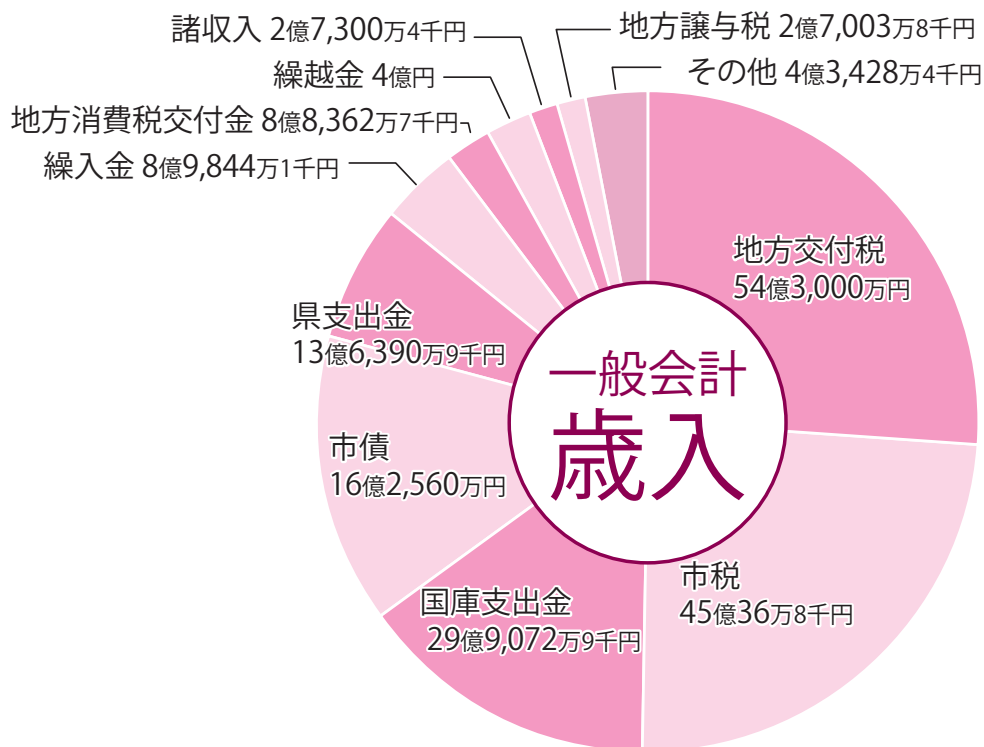 諸収入 2億7,300万4千円
地方譲与税 2億7,003万8千円
繰越金 4億円
その他 4億3,428万4千円
地方消費税交付金 8億8,362万7千円
繰入金 8億9,844万1千円
地方交付税
54億3,000万円
県支出金
13億6,390万9千円
一般会計
歳入
市債
16億2,560万円
市税
45億36万8千円
国庫支出金
29億9,072万9千円